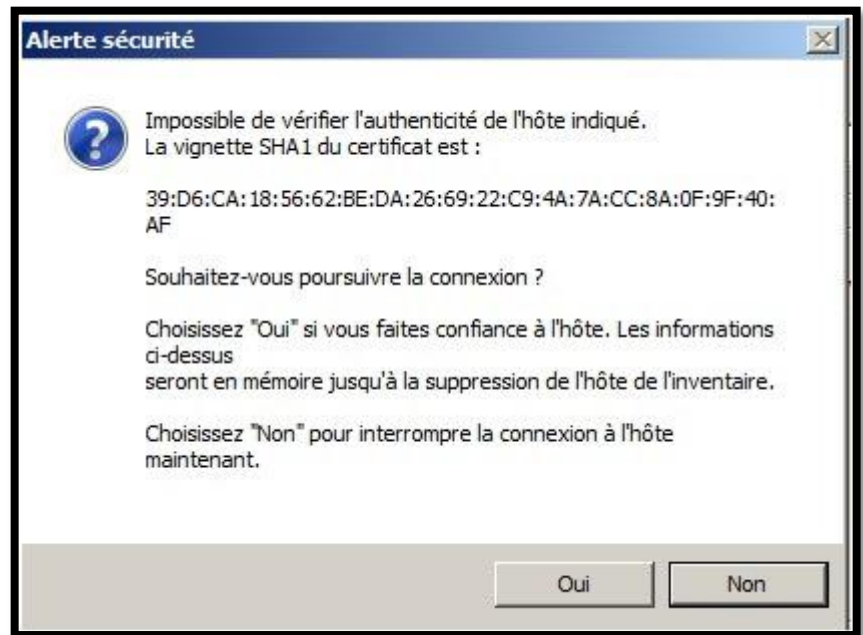 Alerte sécurité
Impossible de vérifier l'authenticité de l'hôte indiqué.
La vignette SHA1 du certificat est :
39:D6:CA:18:56:62:BE:DA:26:69:22:C9:4A:7A:CC:8A:0F:9F:40:
AF
Souhaitez-vous poursuivre la connexion ?
Choisissez "Oui" si vous faites confiance à l'hôte. Les informations
ci-dessus
seront en mémoire jusqu'à la suppression de l'hôte de l'inventaire.
Choisissez "Non" pour interrompre la connexion à l'hôte
maintenant.
Oui Non